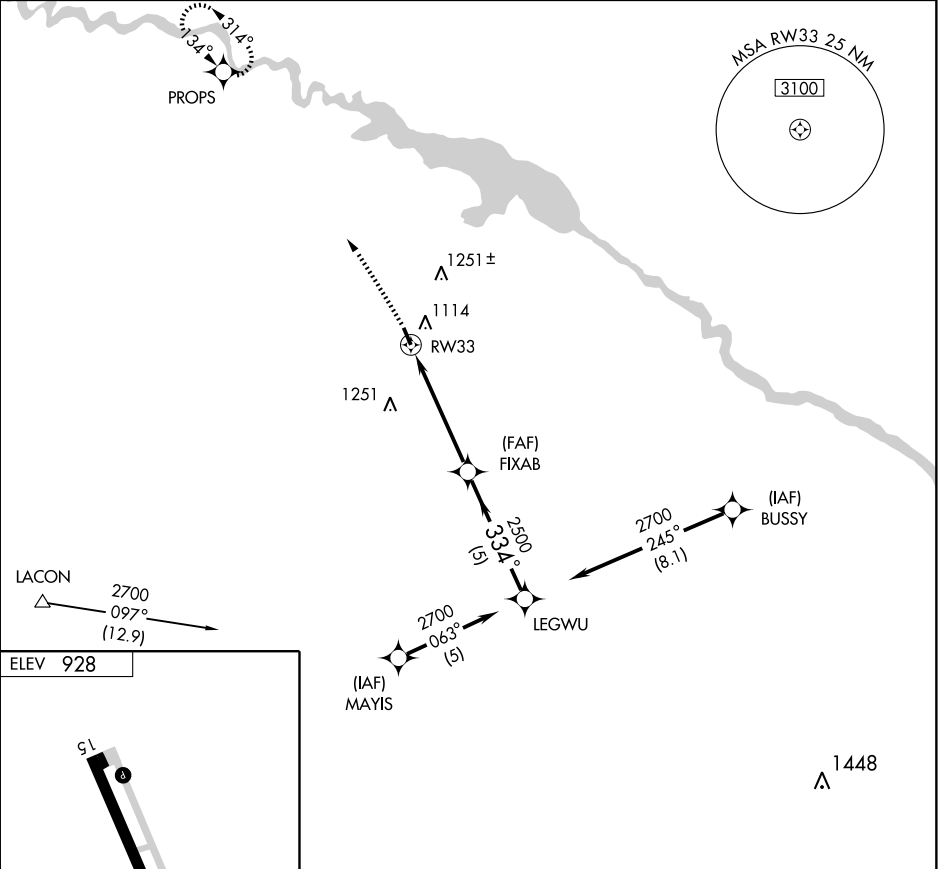 314°
134°
PROPS
MSA RW33 25 NM
3100
1251 ±
1114
RW33
1251
(FAF)
FIXAB
2500
334°
(5)
(IAF)
BUSSY
2700
245°
(8.1)
LACON
2700
097°
(12.9)
LEGWU
2700
063°
(5)
(IAF)
MAYIS
ELEV 928
15
P
1448